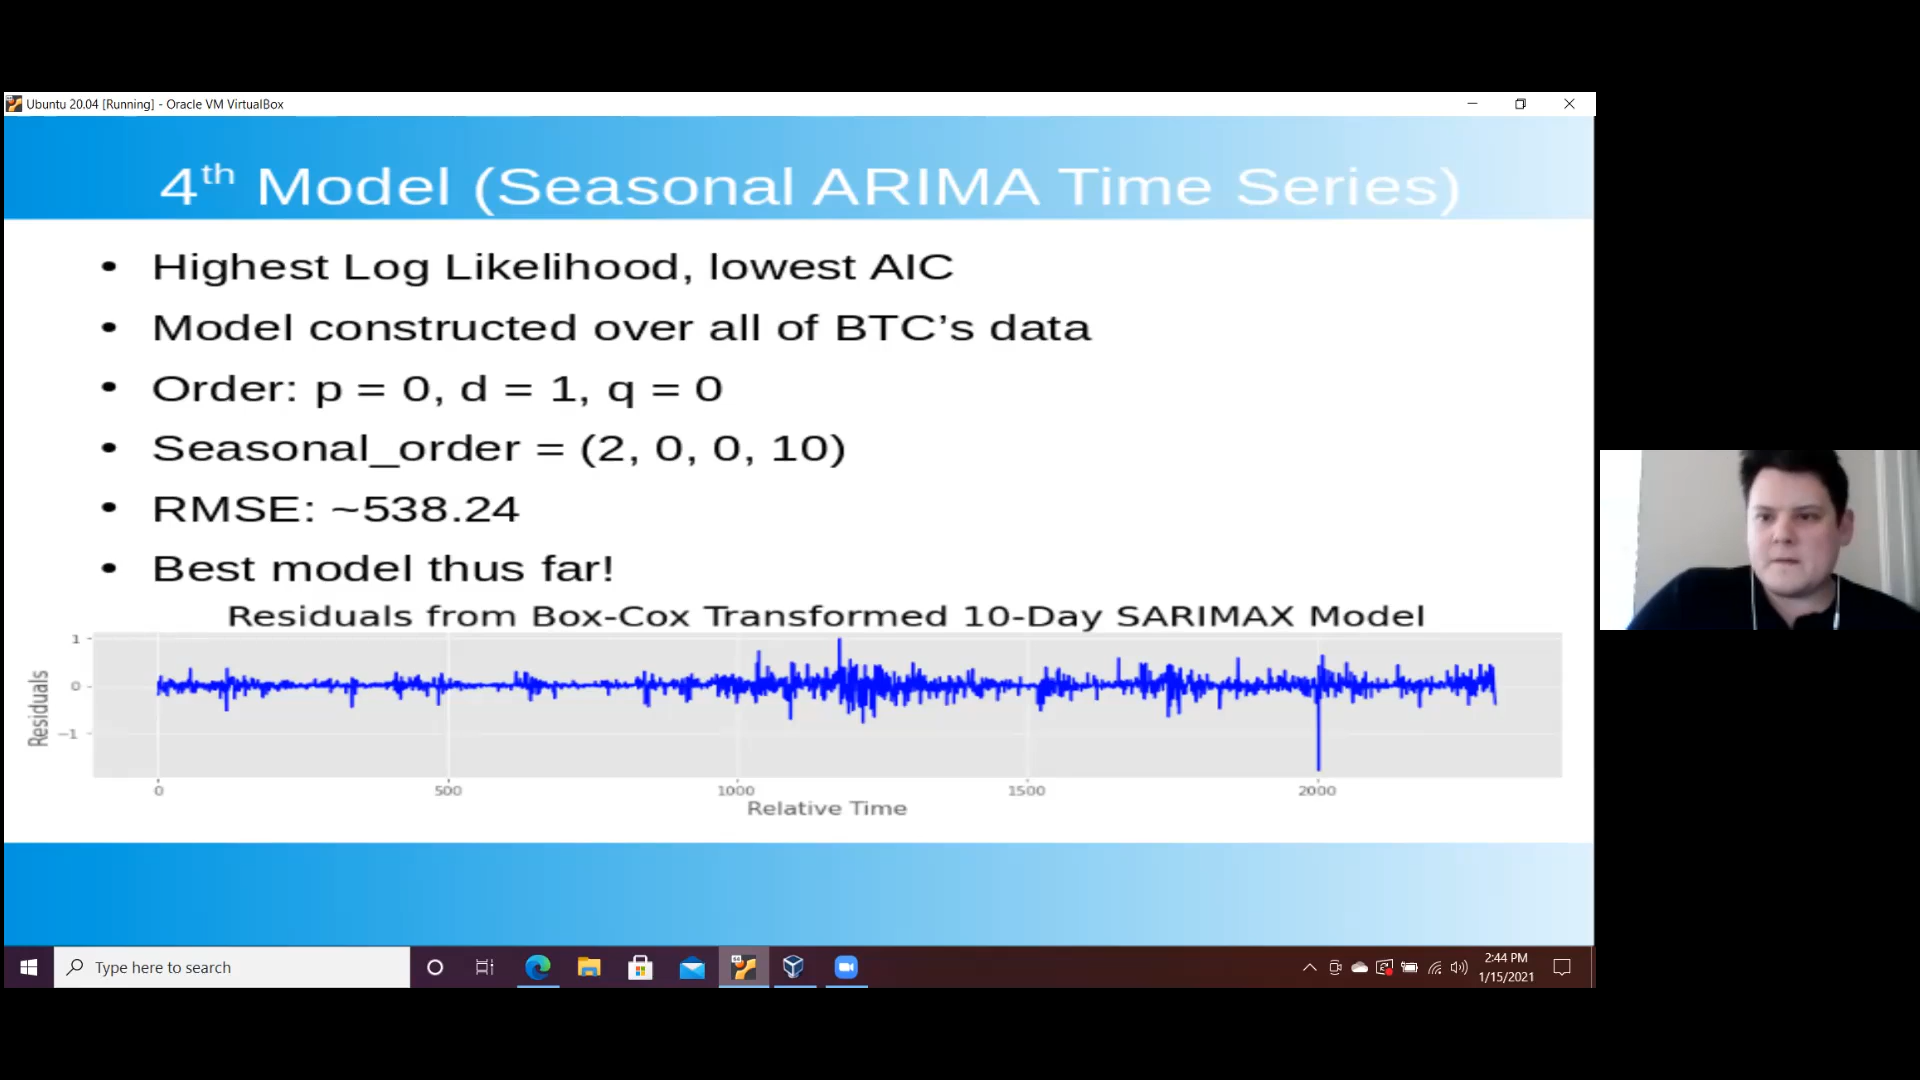 Ubuntu 20.04 [Running] - Oracle VM VirtualBox
4th Model (Seasonal ARIMA Time Series)
• Highest Log Likelihood, lowest AIC
• Model constructed over all of BTC’s data
• Order: p = 0, d = 1, q = 0
• Seasonal_order = (2, 0, 0, 10)
• RMSE: ~538.24
• Best model thus far!
Residuals from Box-Cox Transformed 10-Day SARIMAX Model
Residuals
1
0
−1
0 500 1000 1500 2000
Relative Time
Type here to search
2:44 PM
1/15/2021